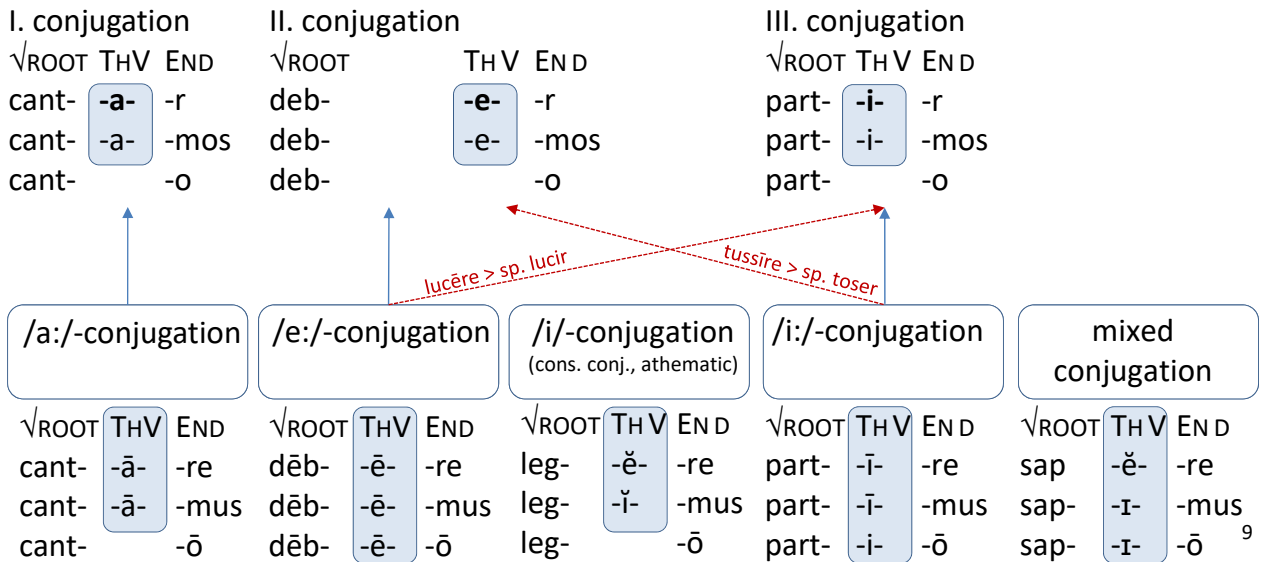 I. conjugation II. conjugation III. conjugation
√ROOT THV END √ROOT THV END √ROOT THV END
cant- -a- -r deb- -e- -r part- -i- -r
cant- -a- -mos deb- -e- -mos part- -i- -mos
cant- -o deb- -o part- -o
lucēre > sp. lucir tussīre > sp. toser
/a:/-conjugation /e:/-conjugation /i/-conjugation /i:/-conjugation mixed
(cons. conj., athematic) conjugation
√ROOT THV END √ROOT THV END √ROOT THV END √ROOT THV END √ROOT THV END
cant- -ā- -re dēb- -ē- -re leg- -ĕ- -re part- -ī- -re sap -ĕ- -re
cant- -ā- -mus dēb- -ē- -mus leg- -ĭ- -mus part- -ī- -mus sap- -ɪ- -mus
cant- -ō dēb- -ē- -ō leg- -ō part- -i- -ō sap- -ɪ- -ō
9